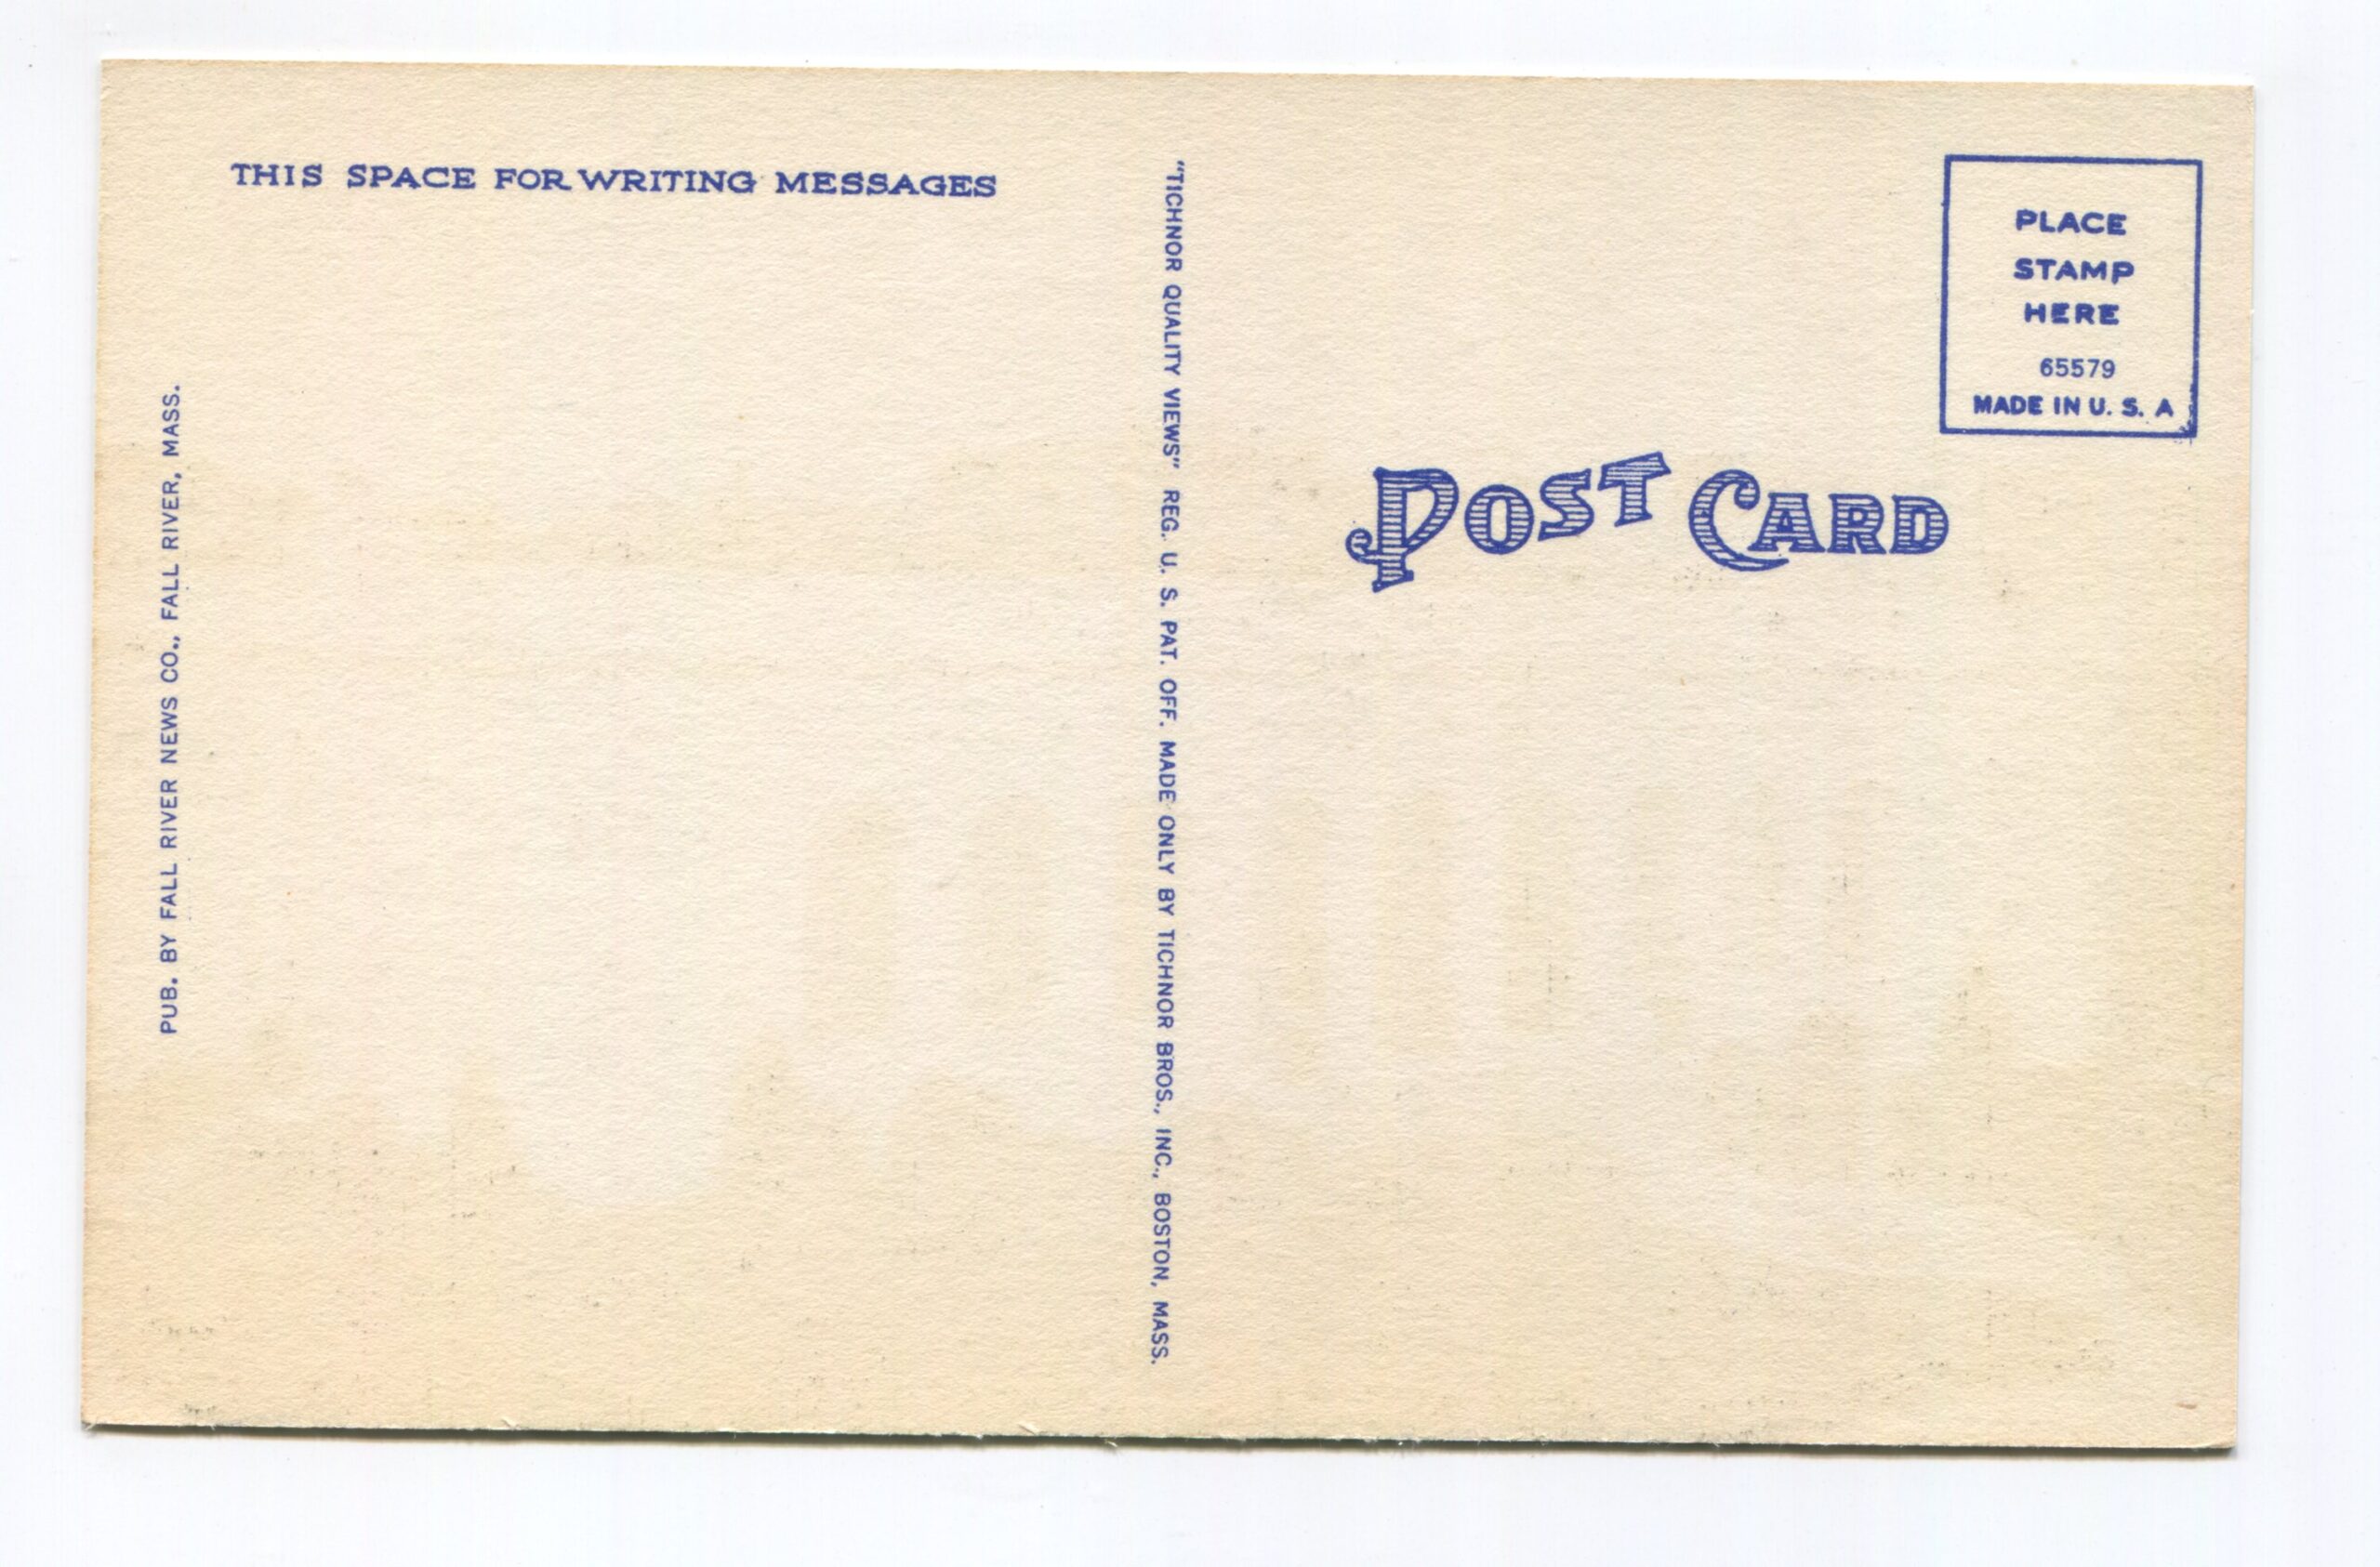 THIS SPACE FOR WRITING MESSAGES
PUB. BY FALL RIVER NEWS CO., FALL RIVER, MASS.
"TICHNOR QUALITY VIEWS" REG. U. S. PAT. OFF. MADE ONLY BY TICHNOR BROS., INC., BOSTON, MASS.
PLACE
STAMP
HERE
65579
MADE IN U. S. A
POST CARD